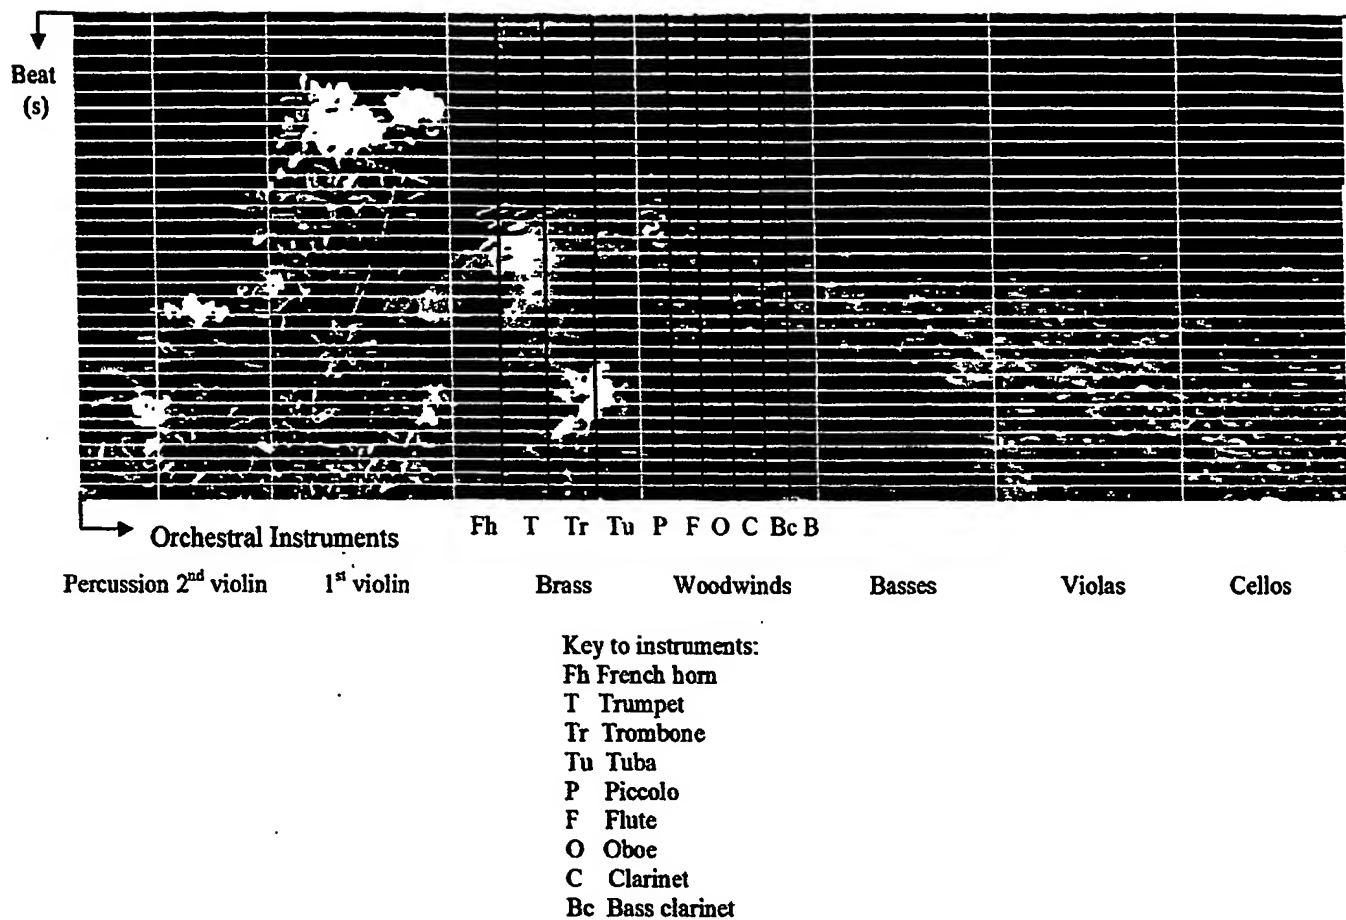 Beat
(s)
Fh T Tr Tu P F O C Bc B
Orchestral Instruments
Percussion 2nd violin 1st violin Brass Woodwinds Basses Violas Cellos
Key to instruments:
Fh French horn
T Trumpet
Tr Trombone
Tu Tuba
P Piccolo
F Flute
O Oboe
C Clarinet
Bc Bass clarinet